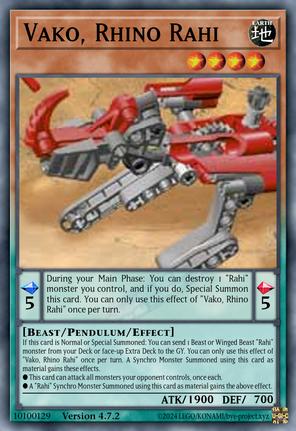 Vako, Rhino Rahi
EARTH
地
During your Main Phase: You can destroy 1 "Rahi"
monster you control, and if you do, Special Summon
this card. You can only use this effect of "Vako, Rhino
Rahi" once per turn.
5
5
[Beast/Pendulum/Effect]
If this card is Normal or Special Summoned: You can send 1 Beast or Winged Beast "Rahi"
monster from your Deck or face-up Extra Deck to the GY. You can only use this effect of
"Vako, Rhino Rahi" once per turn. A Synchro Monster Summoned using this card as
material gains these effects.
●This card can attack all monsters your opponent controls, once each.
●A "Rahi" Synchro Monster Summoned using this card as material gains the above effect.
ATK/1900 DEF/ 700
10100129 Version 4.7.2 ©2024 LEGO/KONAMI/bye-project.xyz